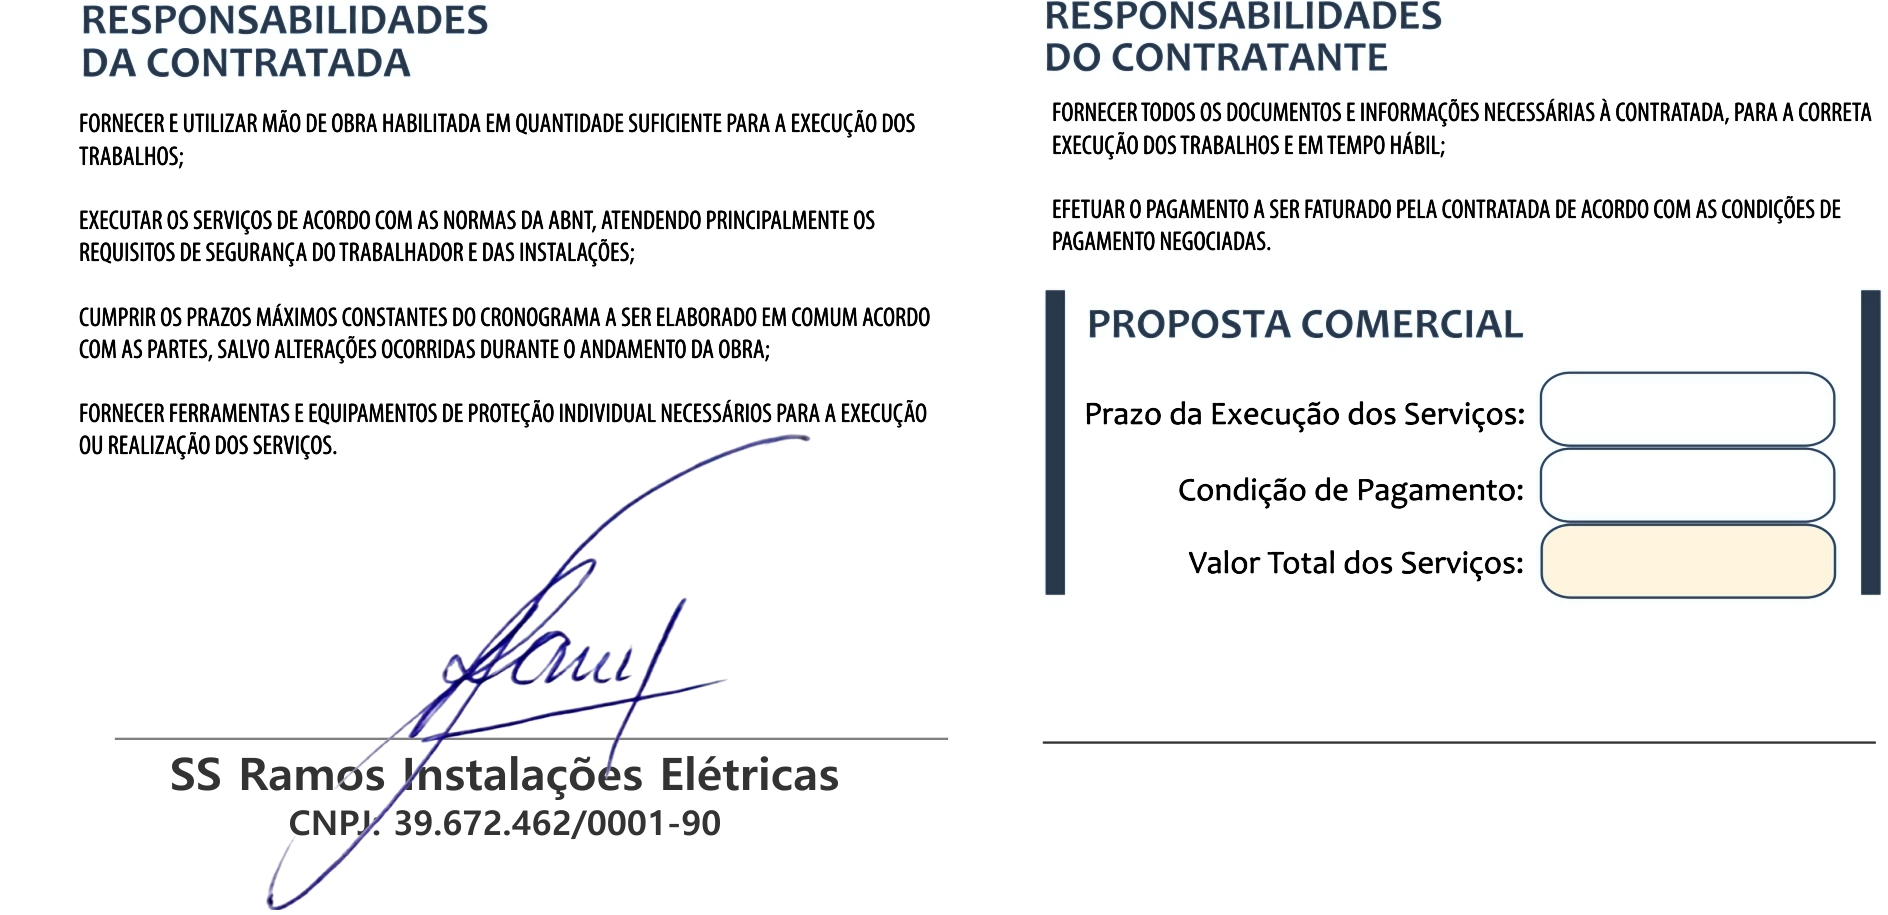 RESPONSABILIDADES
DA CONTRATADA
FORNECER E UTILIZAR MÃO DE OBRA HABILITADA EM QUANTIDADE SUFICIENTE PARA A EXECUÇÃO DOS
TRABALHOS;
EXECUTAR OS SERVIÇOS DE ACORDO COM AS NORMAS DA ABNT, ATENDENDO PRINCIPALMENTE OS
REQUISITOS DE SEGURANÇA DO TRABALHADOR E DAS INSTALAÇÕES;
CUMPRIR OS PRAZOS MÁXIMOS CONSTANTES DO CRONOGRAMA A SER ELABORADO EM COMUM ACORDO
COM AS PARTES, SALVO ALTERAÇÕES OCORRIDAS DURANTE O ANDAMENTO DA OBRA;
FORNECER FERRAMENTAS E EQUIPAMENTOS DE PROTEÇÃO INDIVIDUAL NECESSÁRIOS PARA A EXECUÇÃO
OU REALIZAÇÃO DOS SERVIÇOS.
SS Ramos Instalações Elétricas
CNPJ: 39.672.462/0001-90
RESPONSABILIDADES
DO CONTRATANTE
FORNECER TODOS OS DOCUMENTOS E INFORMAÇÕES NECESSÁRIAS À CONTRATADA, PARA A CORRETA
EXECUÇÃO DOS TRABALHOS E EM TEMPO HÁBIL;
EFETUAR O PAGAMENTO A SER FATURADO PELA CONTRATADA DE ACORDO COM AS CONDIÇÕES DE
PAGAMENTO NEGOCIADAS.
PROPOSTA COMERCIAL
Prazo da Execução dos Serviços:
Condição de Pagamento:
Valor Total dos Serviços: